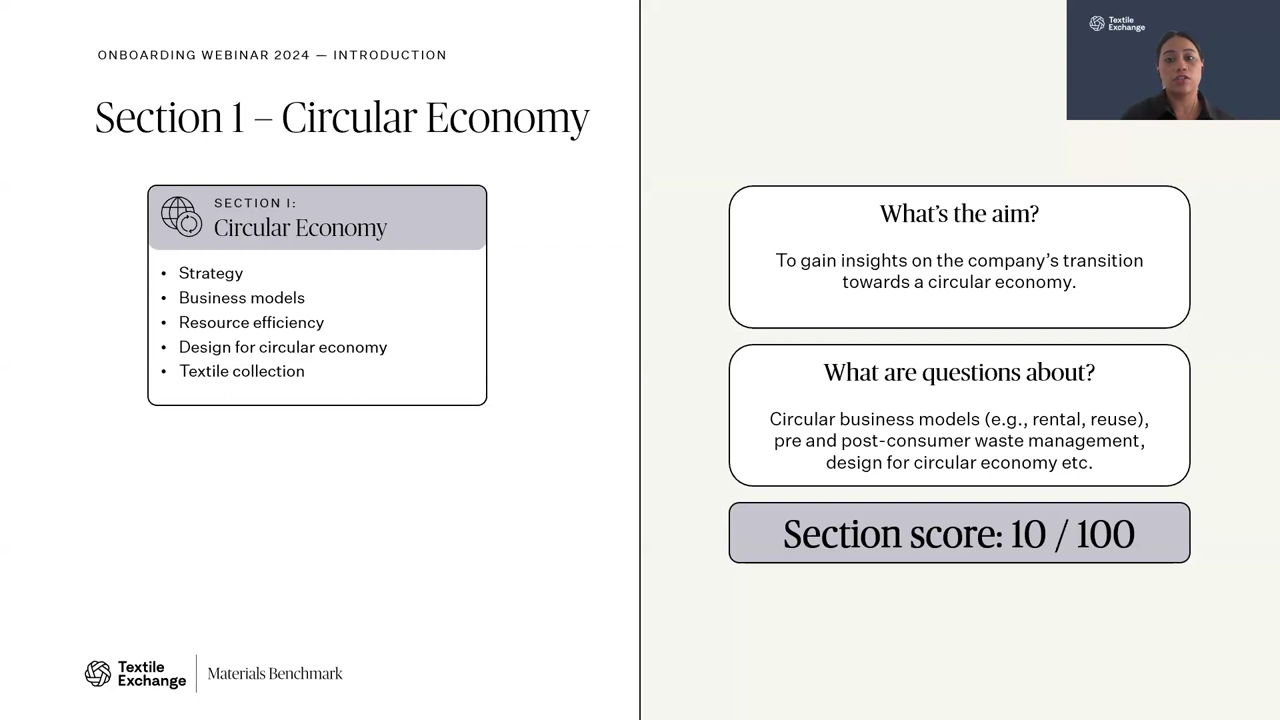 ONBOARDING WEBINAR 2024 — INTRODUCTION
Section 1 – Circular Economy
SECTION I:
Circular Economy
• Strategy
• Business models
• Resource efficiency
• Design for circular economy
• Textile collection
Textile
Exchange
Materials Benchmark
Textile
Exchange
What's the aim?
To gain insights on the company's transition
towards a circular economy.
What are questions about?
Circular business models (e.g., rental, reuse),
pre and post-consumer waste management,
design for circular economy etc.
Section score: 10 / 100